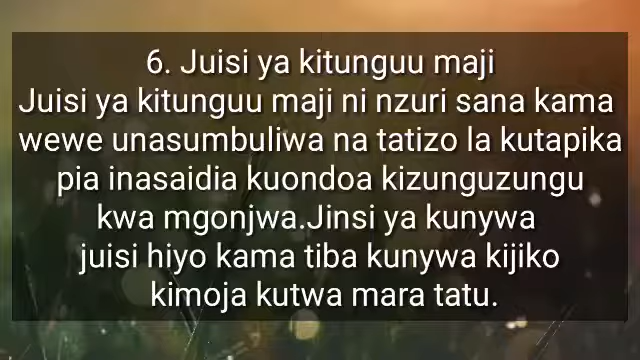 6. Juisi ya kitunguu maji
Juisi ya kitunguu maji ni nzuri sana kama
wewe unasumbuliwa na tatizo la kutapika
pia inasaidia kuondoa kizunguzungu
kwa mgonjwa.Jinsi ya kunywa
juisi hiyo kama tiba kunywa kijiko
kimoja kutwa mara tatu.